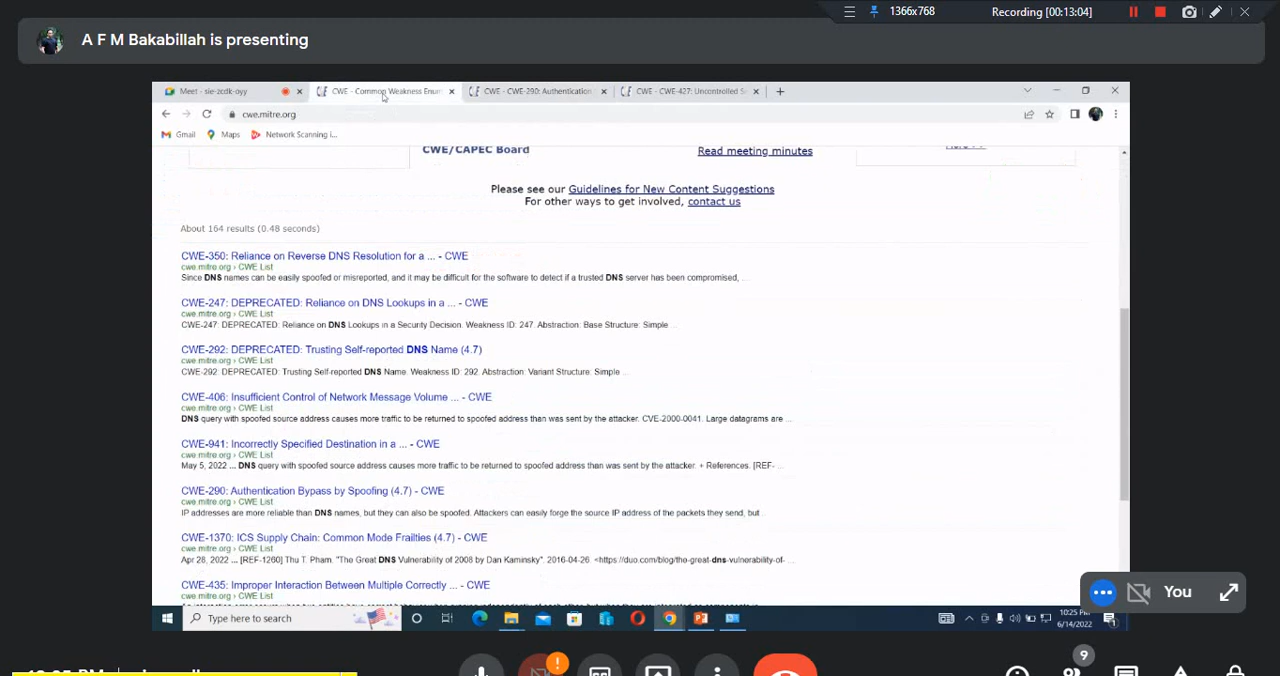 1366x768 Recording [00:13:04]
A F M Bakabillah is presenting
Meet - sie-zcdk-oyy CWE - Common Weakness Enum CWE - CWE-290: Authentication CWE - CWE-427: Uncontrolled Se
cwe.mitre.org
Gmail Maps Network Scanning i...
CWE/CAPEC Board Read meeting minutes
Please see our Guidelines for New Content Suggestions
For other ways to get involved, contact us
About 164 results (0.48 seconds)
CWE-350: Reliance on Reverse DNS Resolution for a ... - CWE
cwe.mitre.org › CWE List
Since DNS names can be easily spoofed or misreported, and it may be difficult for the software to detect if a trusted DNS server has been compromised, ...
CWE-247: DEPRECATED: Reliance on DNS Lookups in a ... - CWE
cwe.mitre.org › CWE List
CWE-247: DEPRECATED: Reliance on DNS Lookups in a Security Decision. Weakness ID: 247. Abstraction: Base Structure: Simple ...
CWE-292: DEPRECATED: Trusting Self-reported DNS Name (4.7)
cwe.mitre.org › CWE List
CWE-292: DEPRECATED: Trusting Self-reported DNS Name. Weakness ID: 292. Abstraction: Variant Structure: Simple ...
CWE-406: Insufficient Control of Network Message Volume ... - CWE
cwe.mitre.org › CWE List
DNS query with spoofed source address causes more traffic to be returned to spoofed address than was sent by the attacker. CVE-2000-0041. Large datagrams are ...
CWE-941: Incorrectly Specified Destination in a ... - CWE
cwe.mitre.org › CWE List
May 5, 2022 ... DNS query with spoofed source address causes more traffic to be returned to spoofed address than was sent by the attacker. + References. [REF- ...
CWE-290: Authentication Bypass by Spoofing (4.7) - CWE
cwe.mitre.org › CWE List
IP addresses are more reliable than DNS names, but they can also be spoofed. Attackers can easily forge the source IP address of the packets they send, but ...
CWE-1370: ICS Supply Chain: Common Mode Frailties (4.7) - CWE
cwe.mitre.org › CWE List
Apr 28, 2022 ... [REF-1260] Thu T. Pham. "The Great DNS Vulnerability of 2008 by Dan Kaminsky". 2016-04-26. <https://duo.com/blog/the-great-dns-vulnerability-of- ...
CWE-435: Improper Interaction Between Multiple Correctly ... - CWE
You
Type here to search
10:25 PM
6/14/2022
9